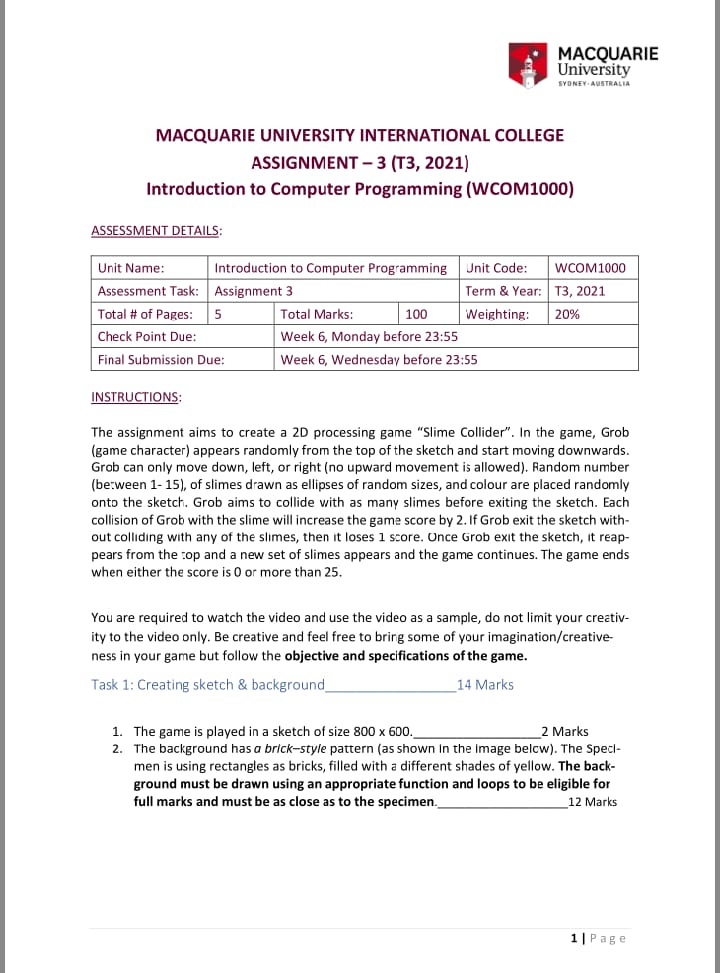 MACQUARIE
University
SYDNEY·AUSTRALIA
MACQUARIE UNIVERSITY INTERNATIONAL COLLEGE
ASSIGNMENT – 3 (T3, 2021)
Introduction to Computer Programming (WCOM1000)
ASSESSMENT DETAILS:
Unit Name: Introduction to Computer Programming Unit Code: WCOM1000
Assessment Task: Assignment 3 Term & Year: T3, 2021
Total # of Pages: 5 Total Marks: 100 Weighting: 20%
Check Point Due: Week 6, Monday before 23:55
Final Submission Due: Week 6, Wednesday before 23:55
INSTRUCTIONS:
The assignment aims to create a 2D processing game “Slime Collider”. In the game, Grob
(game character) appears randomly from the top of the sketch and start moving downwards.
Grob can only move down, left, or right (no upward movement is allowed). Random number
(between 1- 15), of slimes drawn as ellipses of random sizes, and colour are placed randomly
onto the sketch. Grob aims to collide with as many slimes before exiting the sketch. Each
collision of Grob with the slime will increase the game score by 2. If Grob exit the sketch with-
out colliding with any of the slimes, then it loses 1 score. Once Grob exit the sketch, it reap-
pears from the top and a new set of slimes appears and the game continues. The game ends
when either the score is 0 or more than 25.
You are required to watch the video and use the video as a sample, do not limit your creativ-
ity to the video only. Be creative and feel free to bring some of your imagination/creative-
ness in your game but follow the objective and specifications of the game.
Task 1: Creating sketch & background__________________14 Marks
1. The game is played in a sketch of size 800 x 600.__________________2 Marks
2. The background has a brick–style pattern (as shown in the image below). The Speci-
men is using rectangles as bricks, filled with a different shades of yellow. The back-
ground must be drawn using an appropriate function and loops to be eligible for
full marks and must be as close as to the specimen.__________________12 Marks
1 | Page